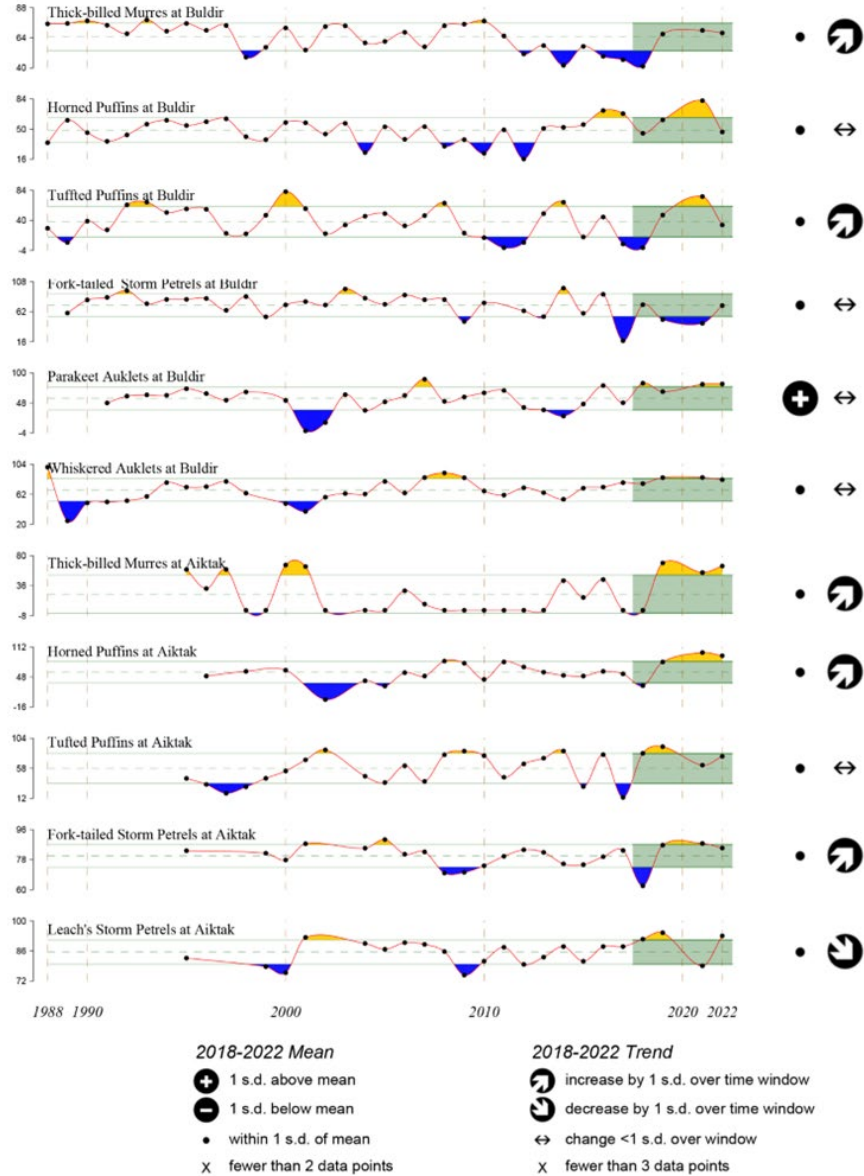 Thick-billed Murres at Buldir
88
64
40
Horned Puffins at Buldir
84
50
16
Tuffted Puffins at Buldir
84
40
-4
Fork-tailed Storm Petrels at Buldir
108
62
16
Parakeet Auklets at Buldir
100
48
-4
Whiskered Auklets at Buldir
104
62
20
Thick-billed Murres at Aiktak
80
36
-8
Horned Puffins at Aiktak
112
48
-16
Tufted Puffins at Aiktak
104
58
12
Fork-tailed Storm Petrels at Aiktak
96
78
60
Leach's Storm Petrels at Aiktak
100
86
72
1988 1990 2000 2010 2020 2022
2018-2022 Mean
1 s.d. above mean
1 s.d. below mean
within 1 s.d. of mean
x fewer than 2 data points
2018-2022 Trend
increase by 1 s.d. over time window
decrease by 1 s.d. over time window
change <1 s.d. over window
x fewer than 3 data points